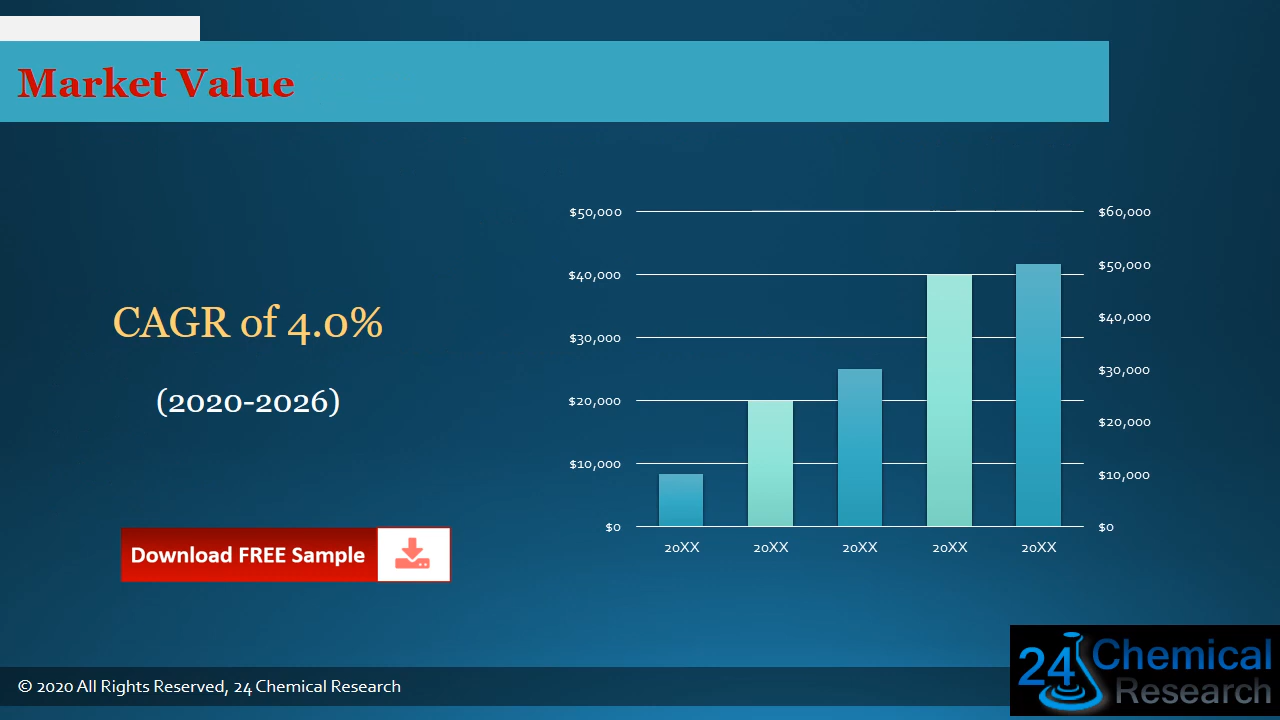 Market Value
CAGR of 4.0%
(2020-2026)
Download FREE Sample
$50,000
$40,000
$30,000
$20,000
$10,000
$0
$60,000
$50,000
$40,000
$30,000
$20,000
$10,000
$0
20XX 20XX 20XX 20XX 20XX
© 2020 All Rights Reserved, 24 Chemical Research
24 Chemical
Research